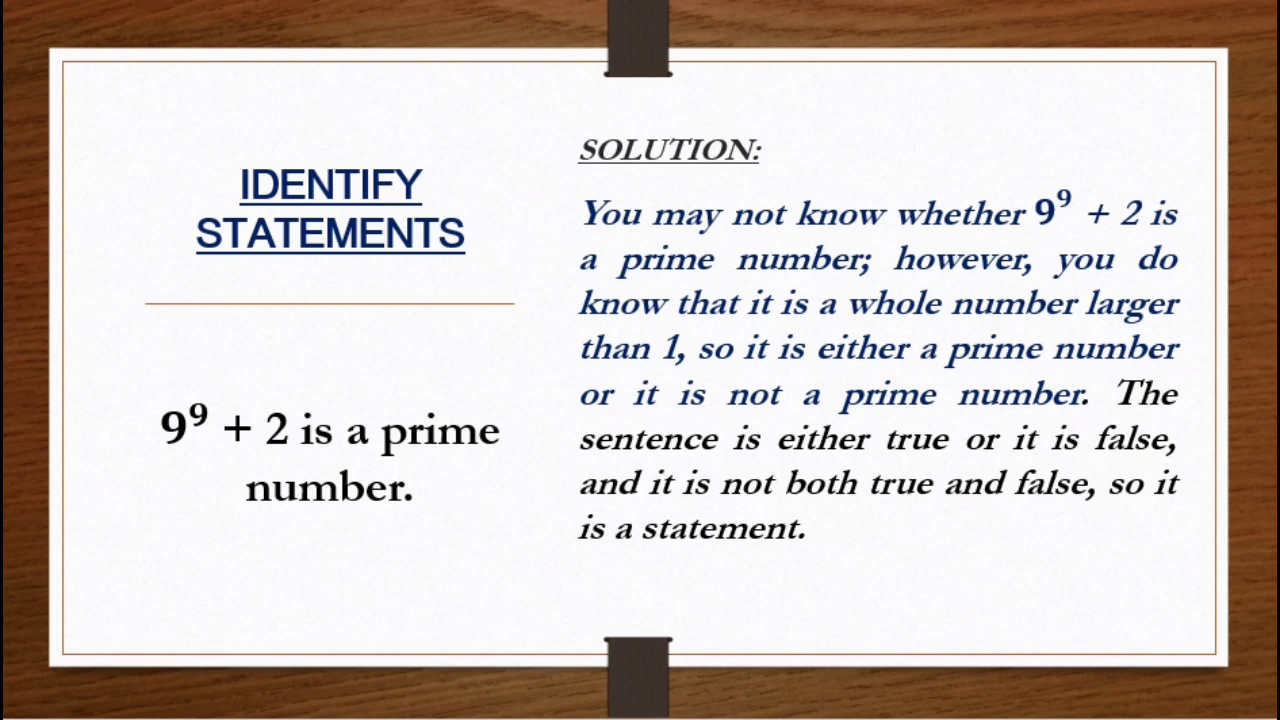 IDENTIFY
STATEMENTS
9⁹ + 2 is a prime
number.
SOLUTION:
You may not know whether 9⁹ + 2 is
a prime number; however, you do
know that it is a whole number larger
than 1, so it is either a prime number
or it is not a prime number. The
sentence is either true or it is false,
and it is not both true and false, so it
is a statement.